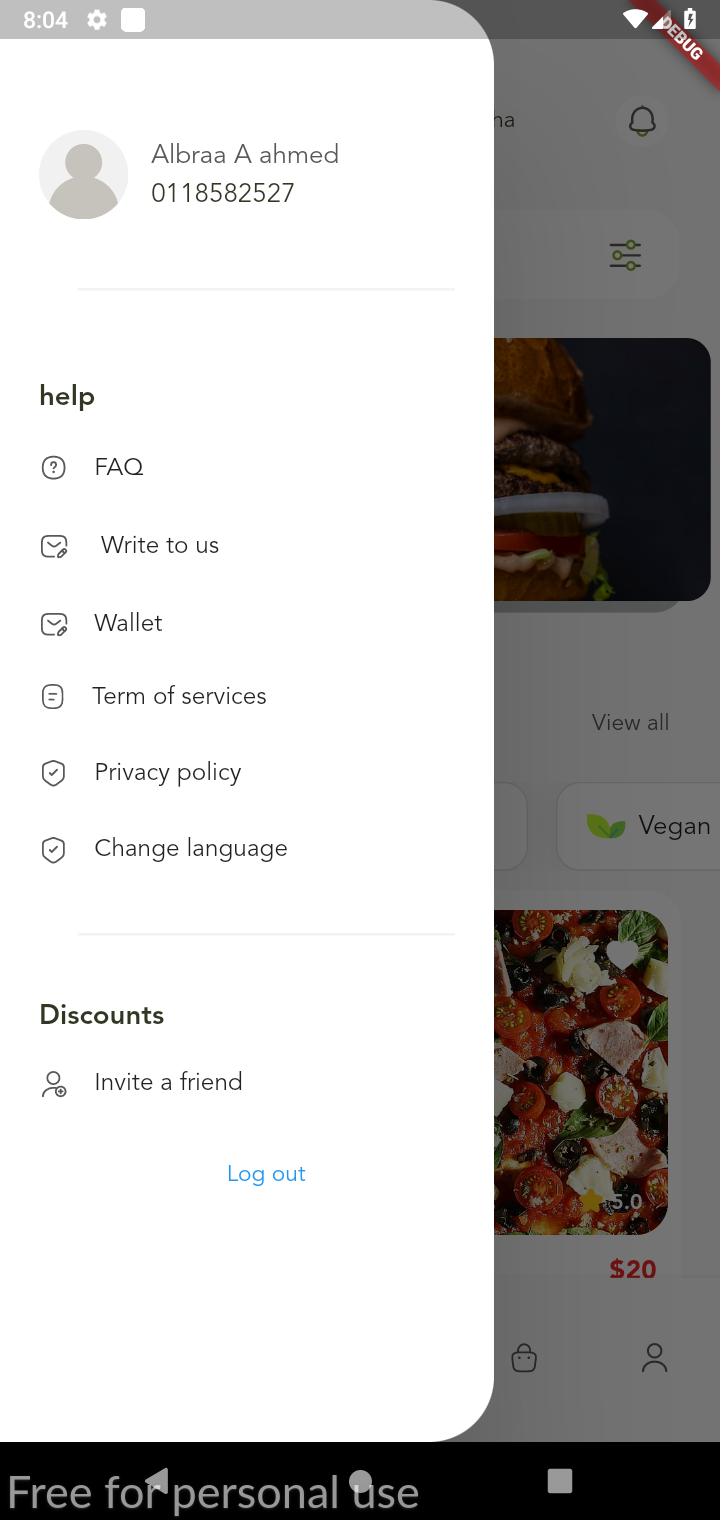 8:04
DEBUG
Albraa A ahmed
0118582527
help
FAQ
Write to us
Wallet
Term of services
Privacy policy
Change language
Discounts
Invite a friend
Log out
View all
Vegan
5.0
$20
Free for personal use